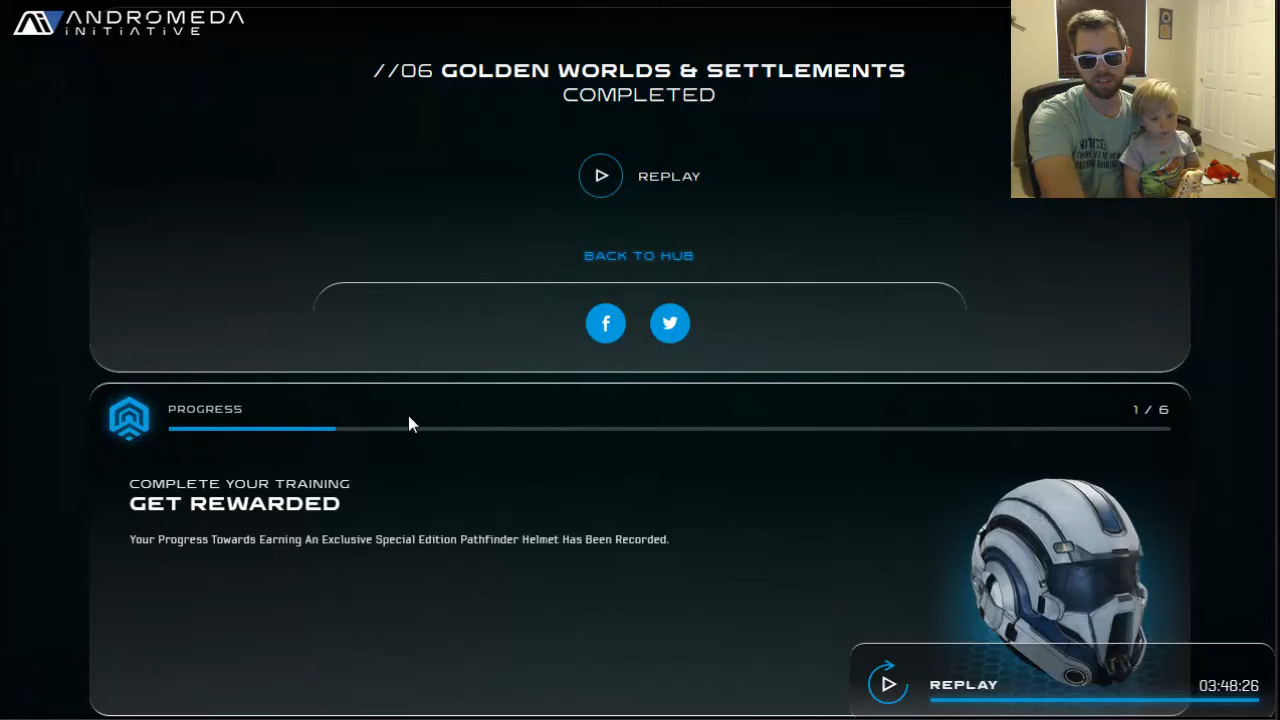 ANDROMEDA
INITIATIVE
//06 GOLDEN WORLDS & SETTLEMENTS
COMPLETED
REPLAY
BACK TO HUB
PROGRESS
1 / 6
COMPLETE YOUR TRAINING
GET REWARDED
Your Progress Towards Earning An Exclusive Special Edition Pathfinder Helmet Has Been Recorded.
REPLAY
03:48:26